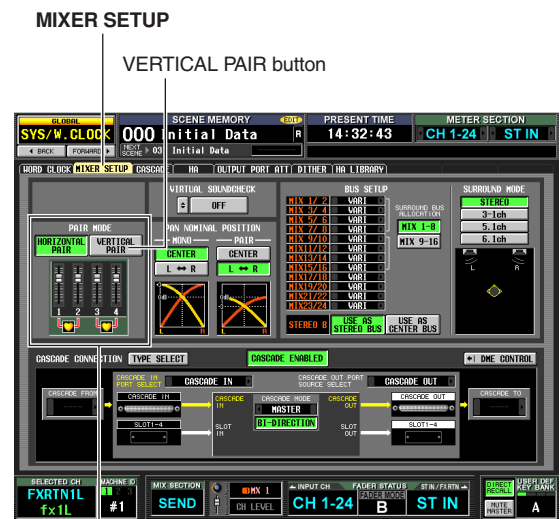 MIXER SETUP
VERTICAL PAIR button
GLOBAL SCENE MEMORY EDIT PRESENT TIME METER SECTION
SYS/W.CLOCK 000 Initial Data R 14:32:43 CH 1-24 ST IN
BACK FORWARD NEXT SCENE 03 Initial Data
WORD CLOCK MIXER SETUP CASCADE HA OUTPUT PORT ATT DITHER HA LIBRARY
VIRTUAL SOUNDCHECK
OFF
BUS SETUP
MIX 1/ 2 VARI
MIX 3/ 4 VARI
MIX 5/ 6 VARI
MIX 7/ 8 VARI
MIX 9/10 VARI
MIX11/12 VARI
MIX13/14 VARI
MIX15/16 VARI
MIX17/18 VARI
MIX19/20 VARI
MIX21/22 VARI
MIX23/24 VARI
SURROUND BUS ALLOCATION
MIX 1-8
MIX 9-16
STEREO B USE AS STEREO BUS USE AS CENTER BUS
SURROUND MODE
STEREO
3-1ch
5.1ch
6.1ch
L R
PAIR MODE
HORIZONTAL PAIR VERTICAL PAIR
1 2 3 4
PAN NOMINAL POSITION
MONO PAIR
CENTER CENTER
L ↔ R L ↔ R
L R L R
CASCADE CONNECTION TYPE SELECT CASCADE ENABLED DME CONTROL
CASCADE IN PORT SELECT CASCADE IN CASCADE OUT PORT SOURCE SELECT CASCADE OUT
CASCADE FROM CASCADE IN CASCADE IN CASCADE MODE CASCADE OUT CASCADE OUT CASCADE TO
MASTER
SLOT1-4 SLOT IN BI-DIRECTION SLOT OUT SLOT1-4
SELECTED CH MACHINE ID MIX SECTION MX 1 INPUT CH FADER STATUS ST IN/FXRTN DIRECT RECALL USER DEF KEY BANK
FXRTN1L 1 2 3 SEND CH 1-24 FADER MODE ST IN
fx1L #1 CH LEVEL B MUTE MASTER A